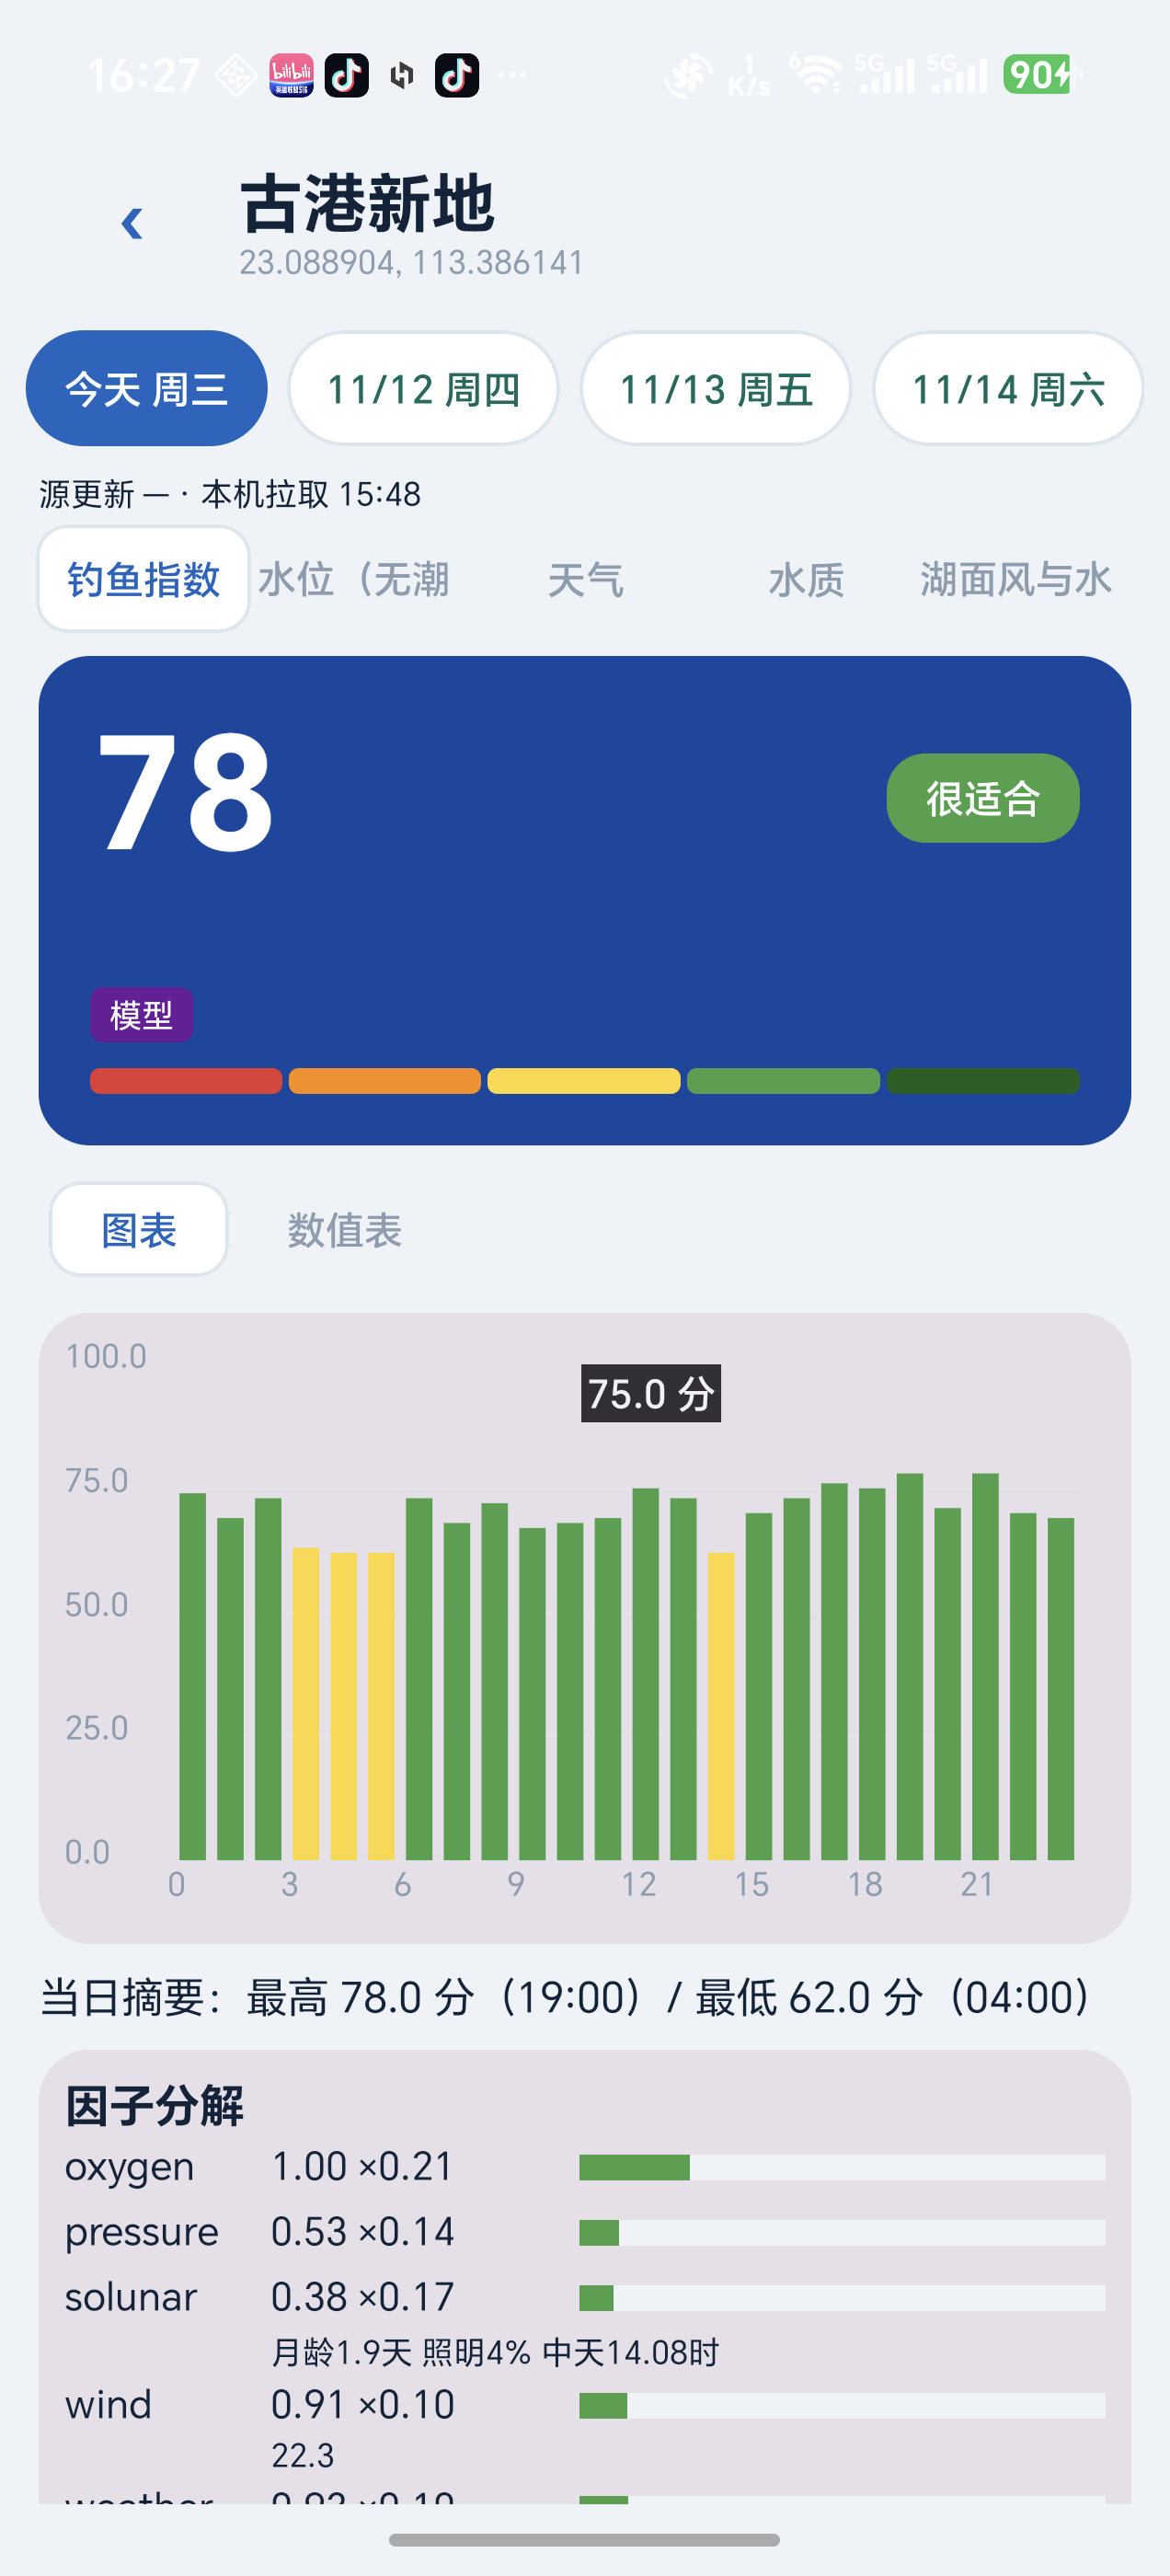 16:27
bilibili
1 K/s
6
5G
5G
90
古港新地
23.088904, 113.386141
今天 周三
11/12 周四
11/13 周五
11/14 周六
源更新 — · 本机拉取 15:48
钓鱼指数
水位（无潮
天气
水质
湖面风与水
78
很适合
模型
图表
数值表
100.0
75.0 分
75.0
50.0
25.0
0.0
0 3 6 9 12 15 18 21
当日摘要：最高 78.0 分（19:00）/ 最低 62.0 分（04:00）
因子分解
oxygen 1.00 ×0.21
pressure 0.53 ×0.14
solunar 0.38 ×0.17
月龄1.9天 照明4% 中天14.08时
wind 0.91 ×0.10
22.3